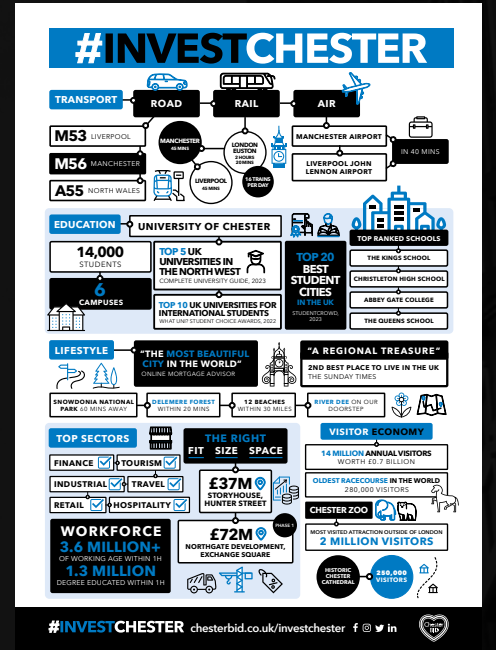 #INVESTCHESTER
TRANSPORT
ROAD
RAIL
AIR
M53 LIVERPOOL
M56 MANCHESTER
A55 NORTH WALES
MANCHESTER
45 MINS
LONDON
EUSTON
2 HOURS
20 MINS
LIVERPOOL
45 MINS
16 TRAINS
PER DAY
MANCHESTER AIRPORT
LIVERPOOL JOHN
LENNON AIRPORT
IN 40 MINS
EDUCATION
UNIVERSITY OF CHESTER
14,000
STUDENTS
6
CAMPUSES
TOP 5 UK
UNIVERSITIES IN
THE NORTH WEST
COMPLETE UNIVERSITY GUIDE, 2023
TOP 10 UK UNIVERSITIES FOR
INTERNATIONAL STUDENTS
WHAT UNI? STUDENT CHOICE AWARDS, 2022
TOP 20
BEST
STUDENT
CITIES
IN THE UK
STUDENTCROWD,
2023
TOP RANKED SCHOOLS
THE KINGS SCHOOL
CHRISTLETON HIGH SCHOOL
ABBEY GATE COLLEGE
THE QUEENS SCHOOL
LIFESTYLE
"THE MOST BEAUTIFUL
CITY IN THE WORLD"
ONLINE MORTGAGE ADVISOR
"A REGIONAL TREASURE"
2ND BEST PLACE TO LIVE IN THE UK
THE SUNDAY TIMES
SNOWDONIA NATIONAL
PARK 60 MINS AWAY
DELEMERE FOREST
WITHIN 20 MINS
12 BEACHES
WITHIN 30 MILES
RIVER DEE ON OUR
DOORSTEP
TOP SECTORS
FINANCE
TOURISM
INDUSTRIAL
TRAVEL
RETAIL
HOSPITALITY
THE RIGHT
FIT SIZE SPACE
£37M
STORYHOUSE,
HUNTER STREET
PHASE 1
£72M
NORTHGATE DEVELOPMENT,
EXCHANGE SQUARE
WORKFORCE
3.6 MILLION+
OF WORKING AGE WITHIN 1H
1.3 MILLION
DEGREE EDUCATED WITHIN 1H
VISITOR ECONOMY
14 MILLION ANNUAL VISITORS
WORTH £0.7 BILLION
OLDEST RACECOURSE IN THE WORLD
280,000 VISITORS
CHESTER ZOO
MOST VISITED ATTRACTION OUTSIDE OF LONDON
2 MILLION VISITORS
HISTORIC
CHESTER
CATHEDRAL
250,000
VISITORS
#INVESTCHESTER chesterbid.co.uk/investchester
Chester
BID